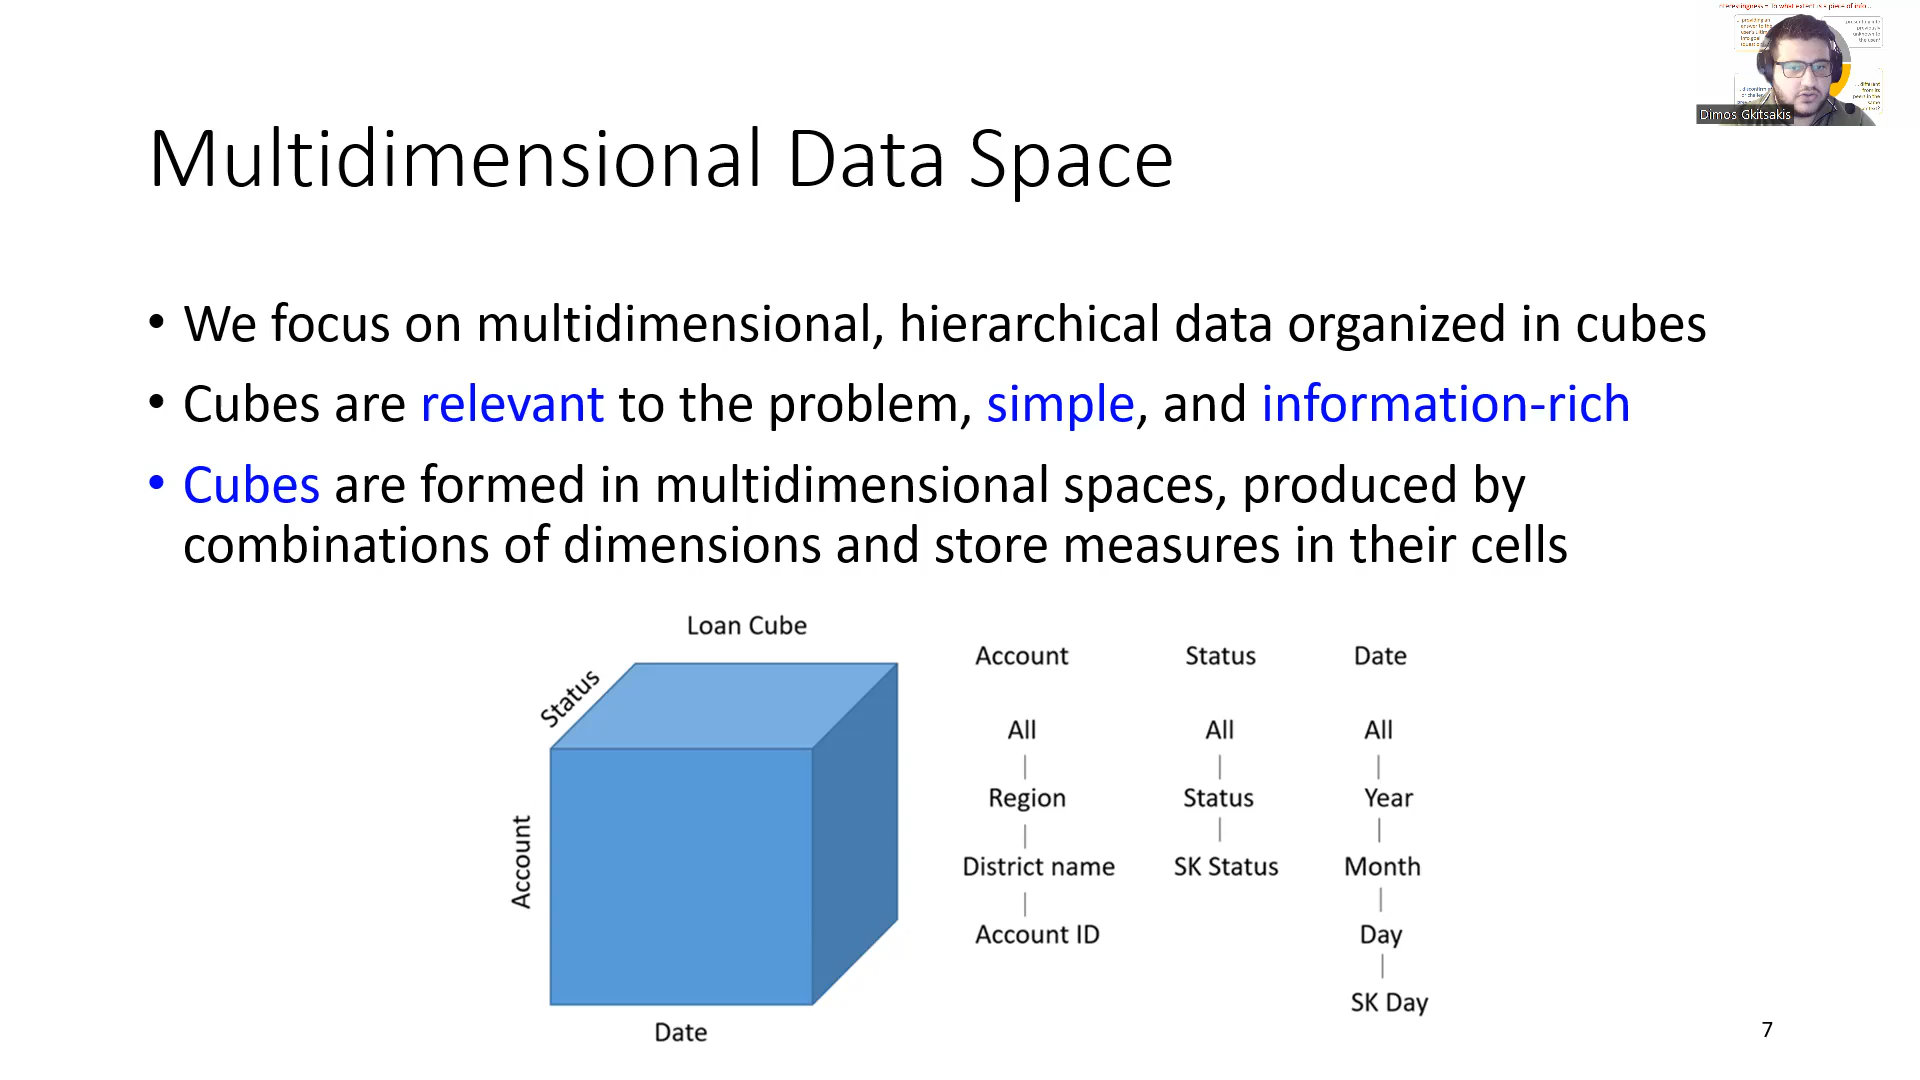 Multidimensional Data Space
• We focus on multidimensional, hierarchical data organized in cubes
• Cubes are relevant to the problem, simple, and information-rich
• Cubes are formed in multidimensional spaces, produced by
combinations of dimensions and store measures in their cells
Loan Cube
Status
Account
Date
Account Status Date
All All All
Region Status Year
District name SK Status Month
Account ID Day
SK Day
7
Dimos Gkitsakis